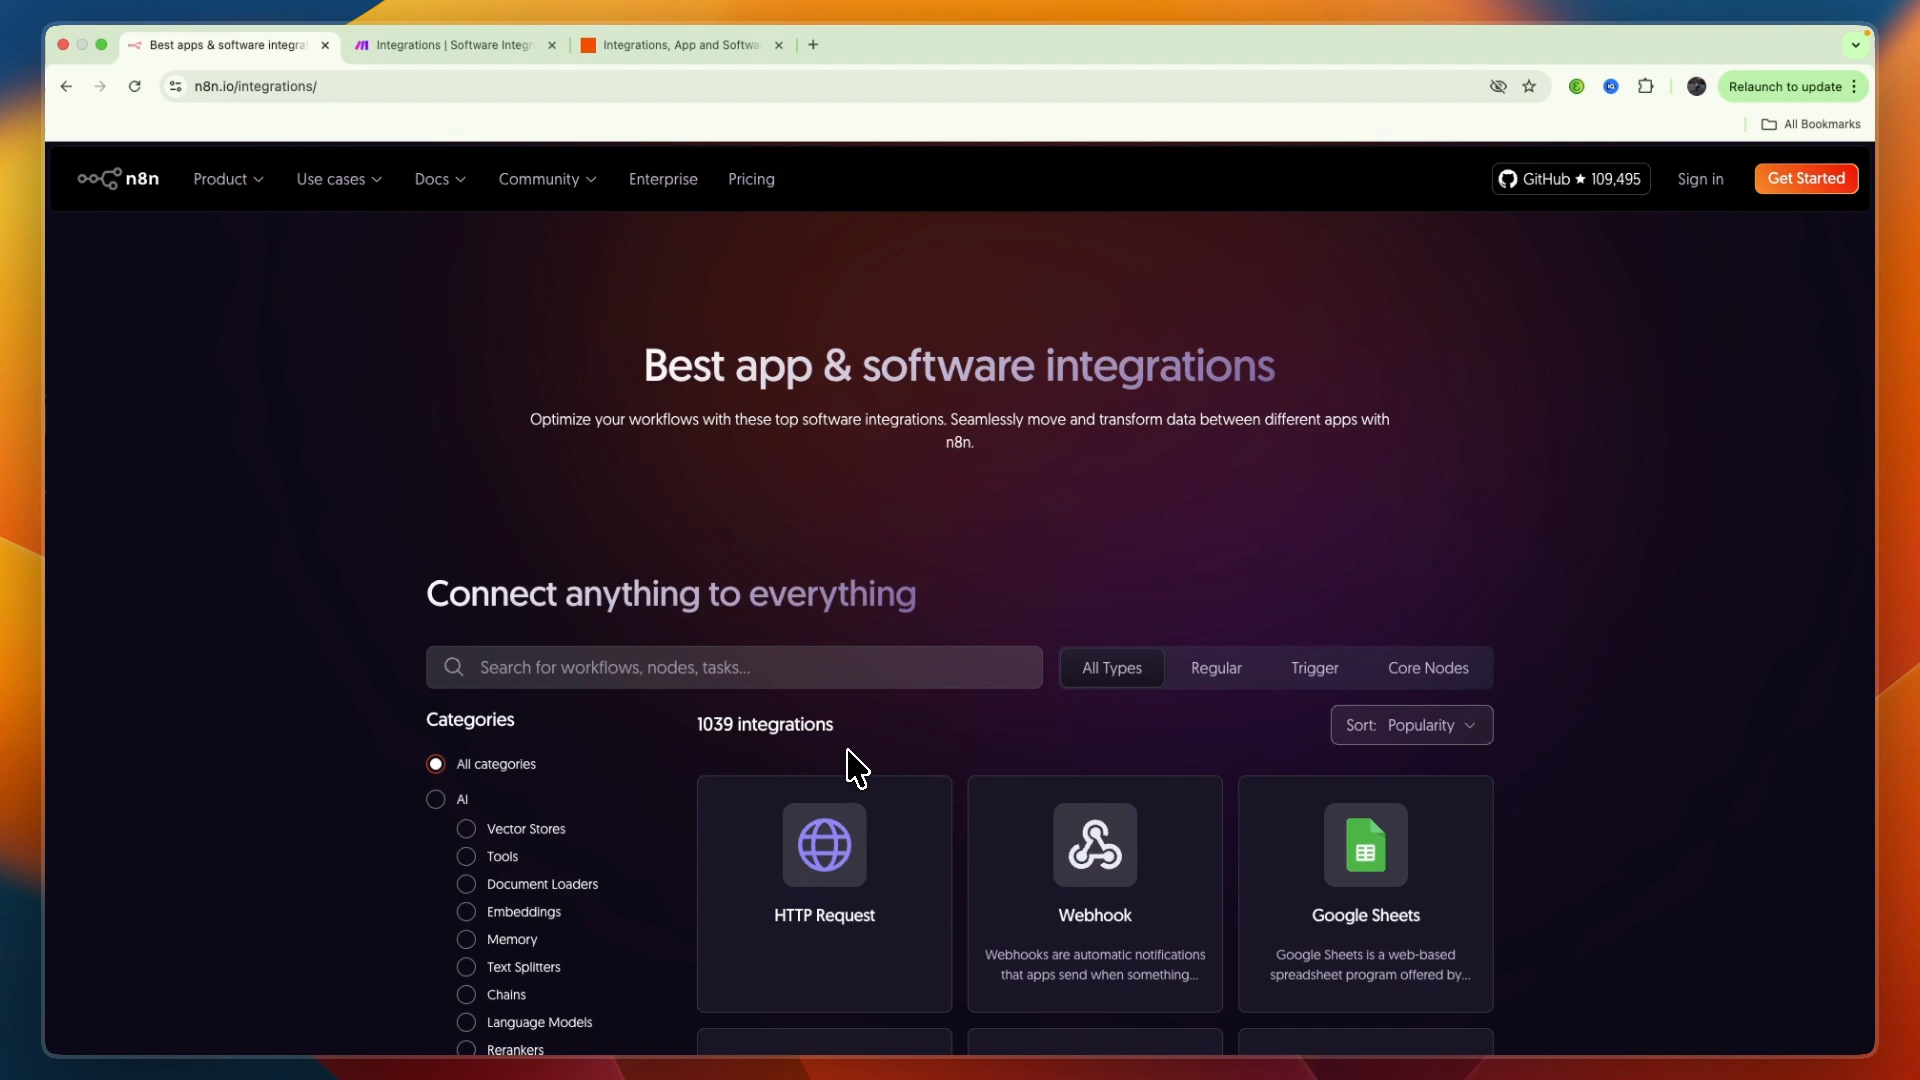 Best apps & software integra
Integrations | Software Integr
Integrations, App and Softwa
n8n.io/integrations/
Relaunch to update
All Bookmarks
n8n
Product
Use cases
Docs
Community
Enterprise
Pricing
GitHub ★ 109,495
Sign in
Get Started
Best app & software integrations
Optimize your workflows with these top software integrations. Seamlessly move and transform data between different apps with
n8n.
Connect anything to everything
Search for workflows, nodes, tasks...
All Types
Regular
Trigger
Core Nodes
Categories
1039 integrations
Sort: Popularity
All categories
AI
Vector Stores
Tools
Document Loaders
Embeddings
Memory
Text Splitters
Chains
Language Models
Rerankers
HTTP Request
Webhook
Webhooks are automatic notifications
that apps send when something...
Google Sheets
Google Sheets is a web-based
spreadsheet program offered by...